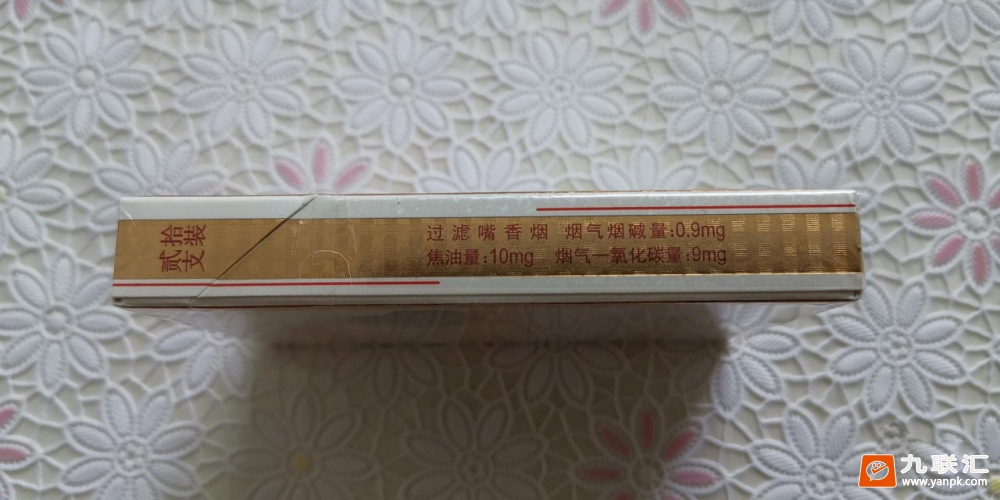 贰拾
支装
过滤嘴香烟 烟气烟碱量:0.9mg
焦油量:10mg 烟气一氧化碳量:9mg
九联汇
www.yanpk.com